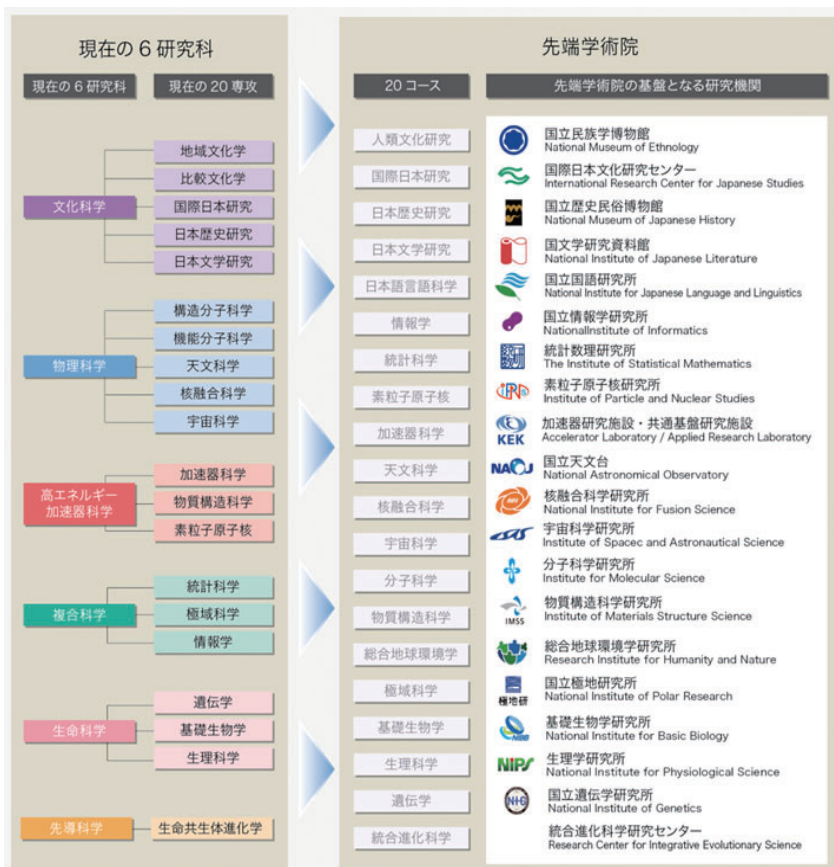 現在の6研究科
現在の6研究科
現在の20専攻
文化科学
地域文化学
比較文化学
国際日本研究
日本歴史研究
日本文学研究
物理科学
構造分子科学
機能分子科学
天文科学
核融合科学
宇宙科学
高エネルギー
加速器科学
加速器科学
物質構造科学
素粒子原子核
複合科学
統計科学
極域科学
情報学
生命科学
遺伝学
基礎生物学
生理科学
先導科学
生命共生体進化学
先端学術院
20コース
先端学術院の基盤となる研究機関
人類文化研究
国立民族学博物館
National Museum of Ethnology
国際日本研究
国際日本文化研究センター
International Research Center for Japanese Studies
日本歴史研究
国立歴史民俗博物館
National Museum of Japanese History
日本文学研究
国文学研究資料館
National Institute of Japanese Literature
日本語言語科学
国立国語研究所
National Institute for Japanese Language and Linguistics
情報学
国立情報学研究所
NationalInstitute of Informatics
統計科学
統計数理研究所
The Institute of Statistical Mathematics
素粒子原子核
素粒子原子核研究所
Institute of Particle and Nuclear Studies
加速器科学
KEK
加速器研究施設・共通基盤研究施設
Accelerator Laboratory / Applied Research Laboratory
天文科学
NAOJ
国立天文台
National Astronomical Observatory
核融合科学
核融合科学研究所
National Institute for Fusion Science
宇宙科学
ISAS
宇宙科学研究所
Institute of Spacec and Astronautical Science
分子科学
分子科学研究所
Institute for Molecular Science
物質構造科学
IMSS
物質構造科学研究所
Institute of Materials Structure Science
総合地球環境学
総合地球環境学研究所
Research Institute for Humanity and Nature
極域科学
極地研
国立極地研究所
National Institute of Polar Research
基礎生物学
NIBB
基礎生物学研究所
National Institute for Basic Biology
生理科学
NIPS
生理学研究所
National Institute for Physiological Science
遺伝学
NIG
国立遺伝学研究所
National Institute of Genetics
統合進化科学
統合進化科学研究センター
Research Center for Integrative Evolutionary Science